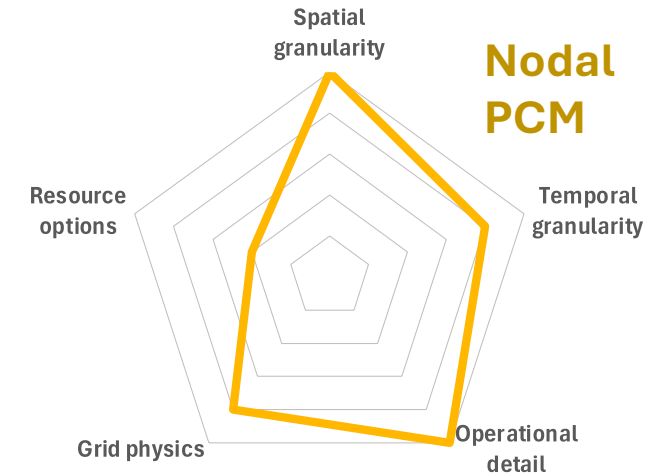 Spatial
granularity
Nodal
PCM
Resource
options
Temporal
granularity
Grid physics
Operational
detail